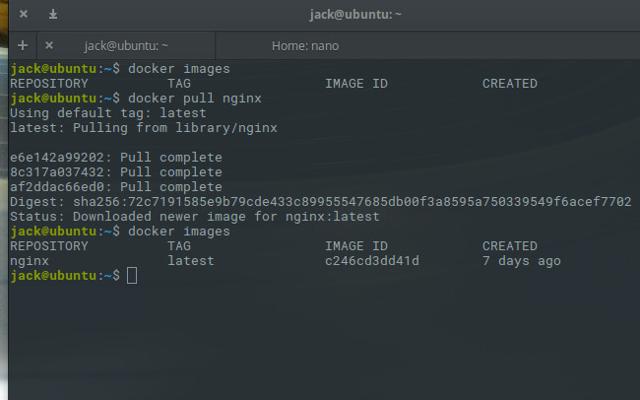 jack@ubuntu: ~
jack@ubuntu: ~ Home: nano
jack@ubuntu:~$ docker images
REPOSITORY TAG IMAGE ID CREATED
jack@ubuntu:~$ docker pull nginx
Using default tag: latest
latest: Pulling from library/nginx
e6e142a99202: Pull complete
8c317a037432: Pull complete
af2ddac66ed0: Pull complete
Digest: sha256:72c7191585e9b79cde433c89955547685db00f3a8595a750339549f6acef7702
Status: Downloaded newer image for nginx:latest
jack@ubuntu:~$ docker images
REPOSITORY TAG IMAGE ID CREATED
nginx latest c246cd3dd41d 7 days ago
jack@ubuntu:~$